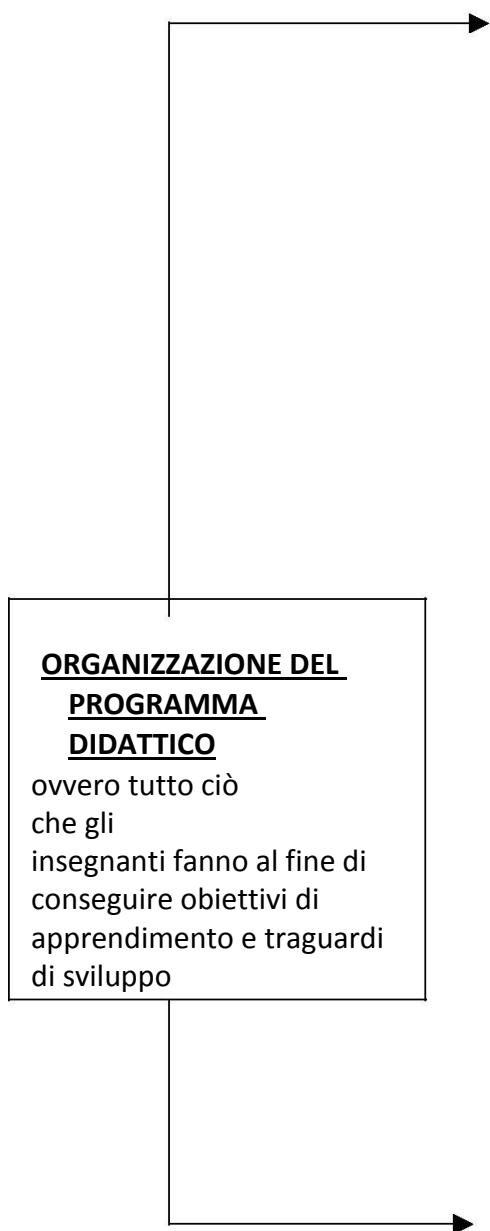 ORGANIZZAZIONE DEL
PROGRAMMA
DIDATTICO
ovvero tutto ciò
che gli
insegnanti fanno al fine di
conseguire obiettivi di
apprendimento e traguardi
di sviluppo